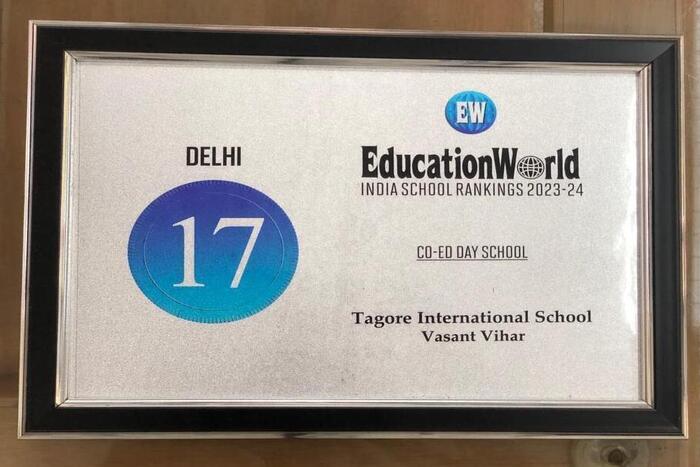 DELHI
17
EW
EducationWorld
INDIA SCHOOL RANKINGS 2023-24
CO-ED DAY SCHOOL
Tagore International School
Vasant Vihar